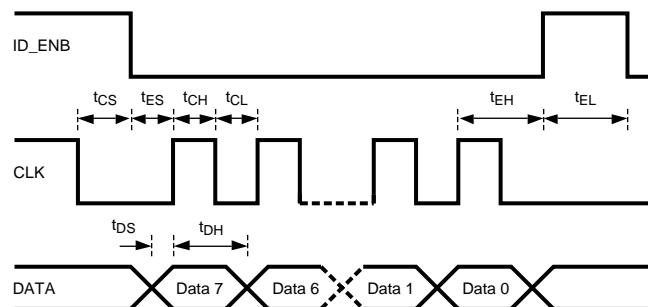 ID_ENB
tCS tES tCH tCL tEH tEL
CLK
tDS tDH
DATA Data 7 Data 6 Data 1 Data 0